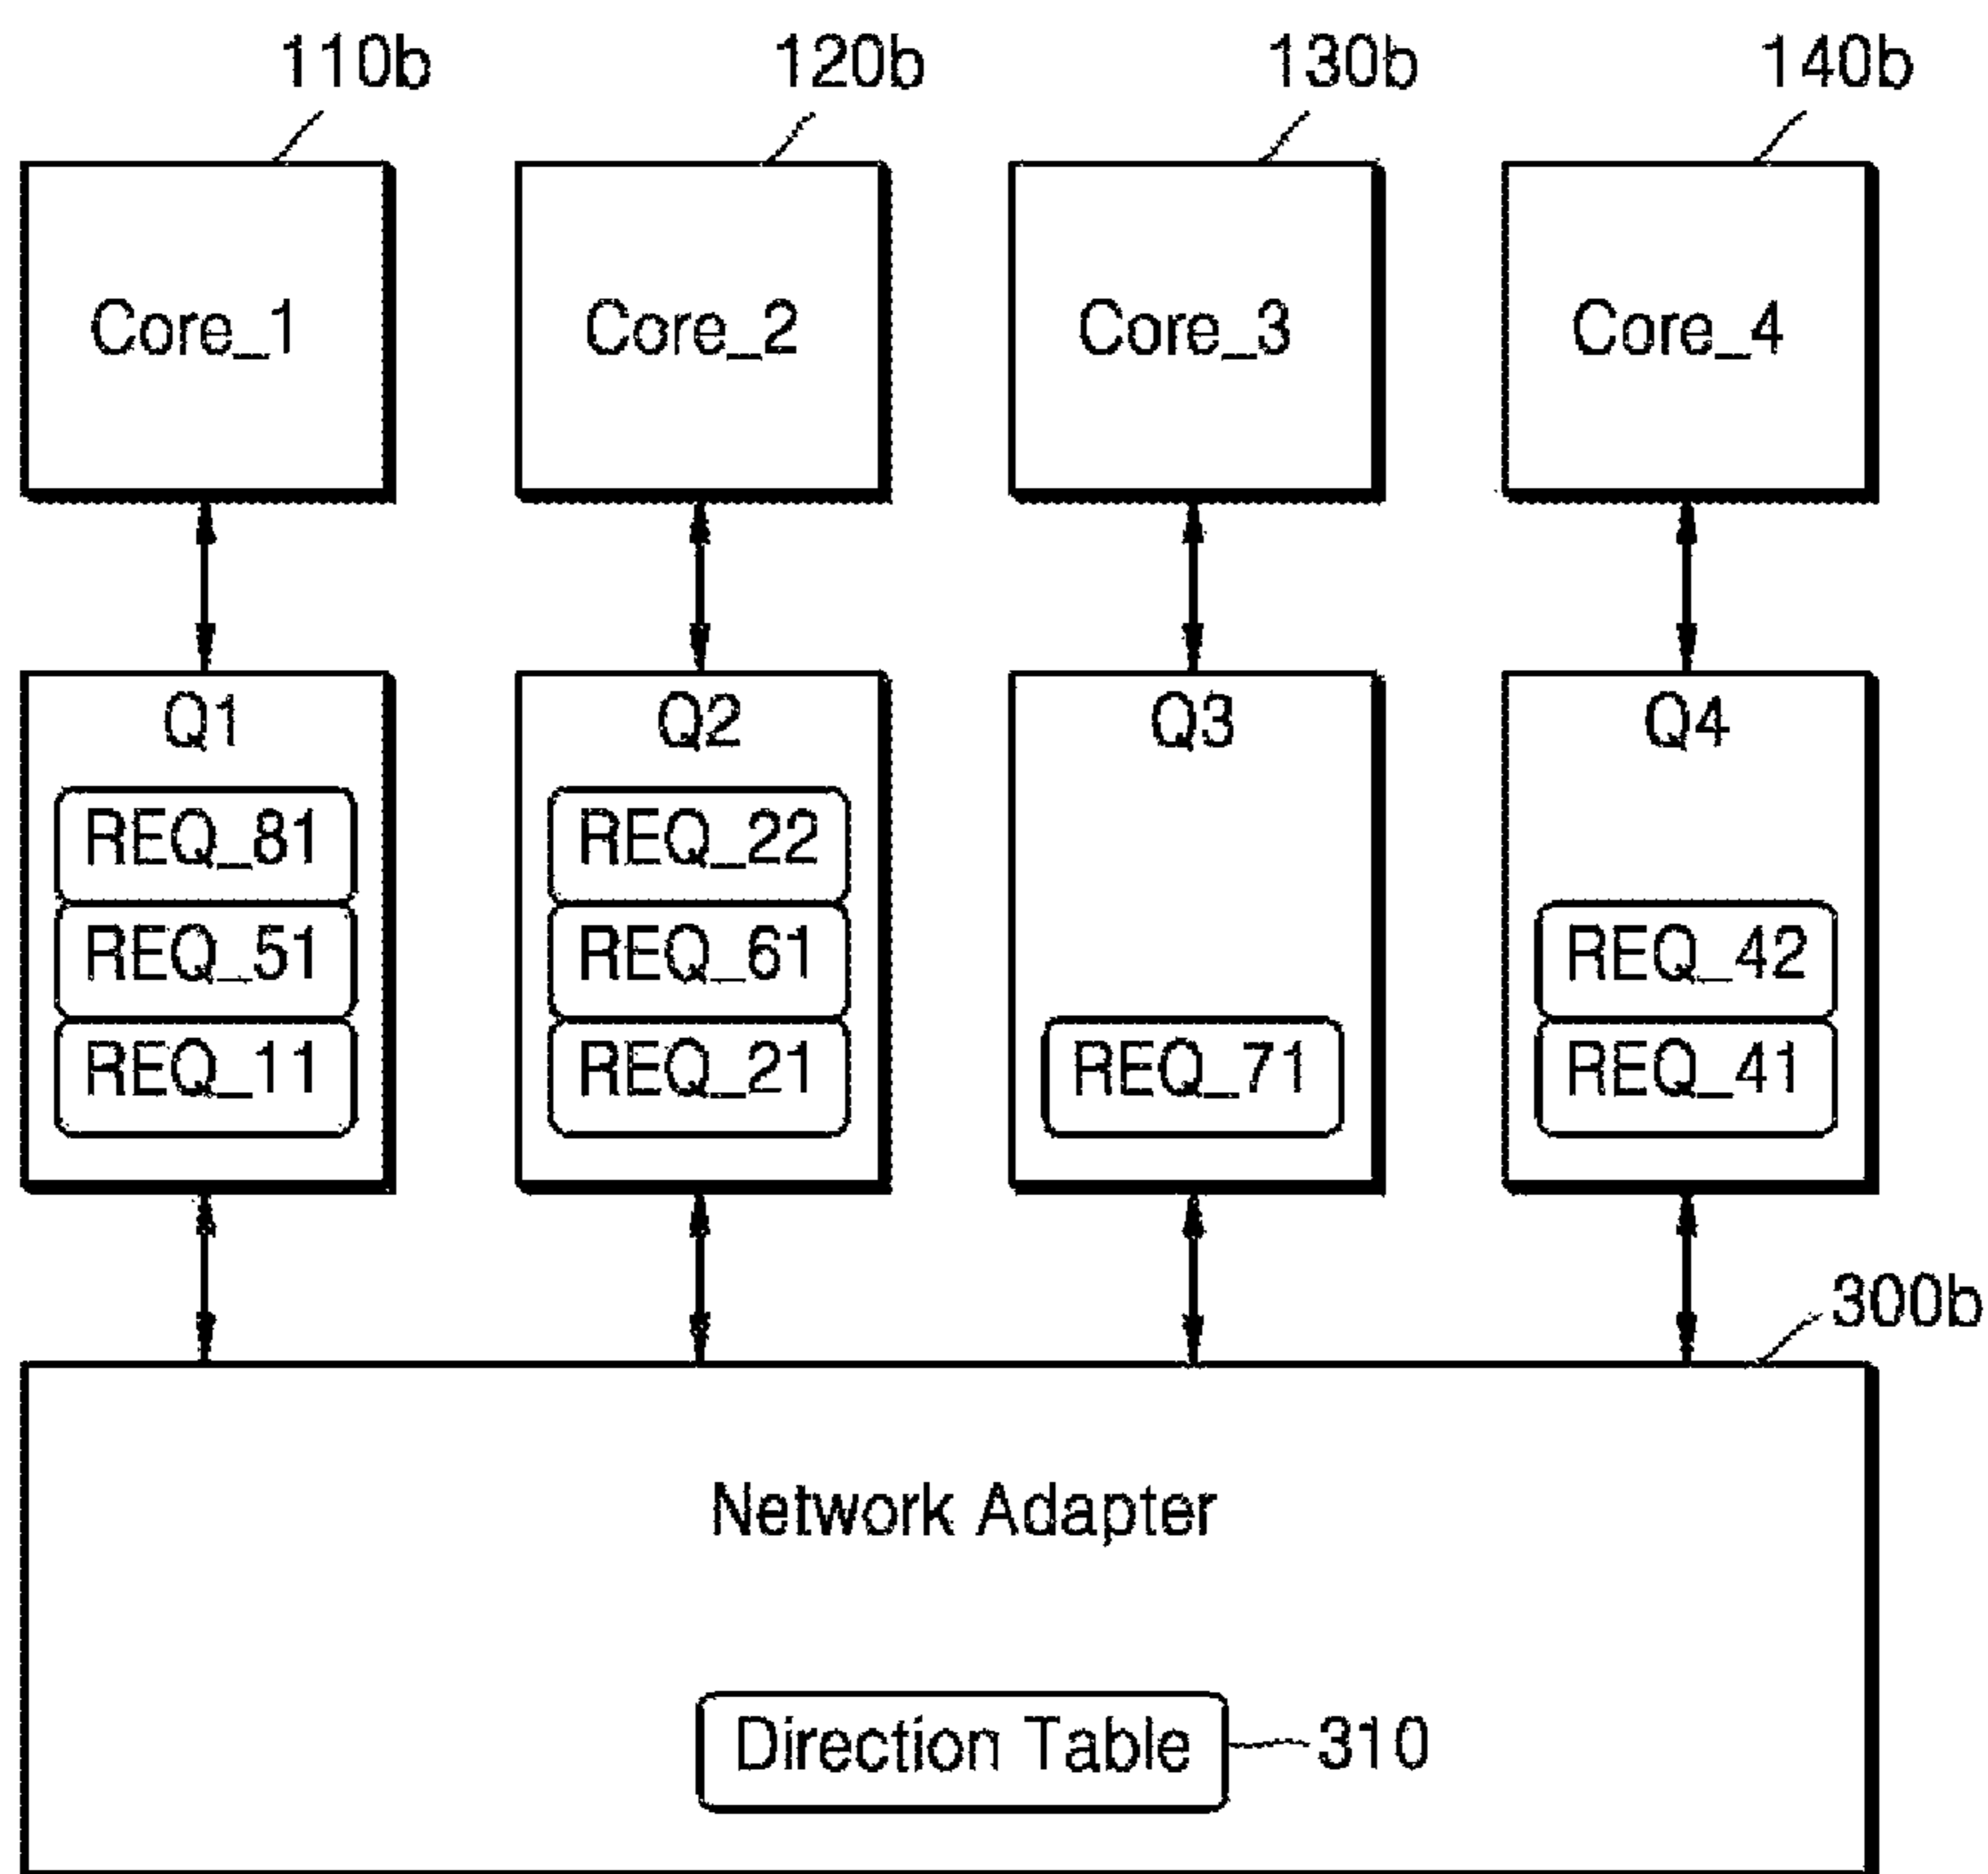 110b 120b 130b 140b
Core_1 Core_2 Core_3 Core_4
Q1 Q2 Q3 Q4
REQ_81 REQ_22
REQ_51 REQ_61 REQ_42
REQ_11 REQ_21 REQ_71 REQ_41
300b
Network Adapter
Direction Table 310